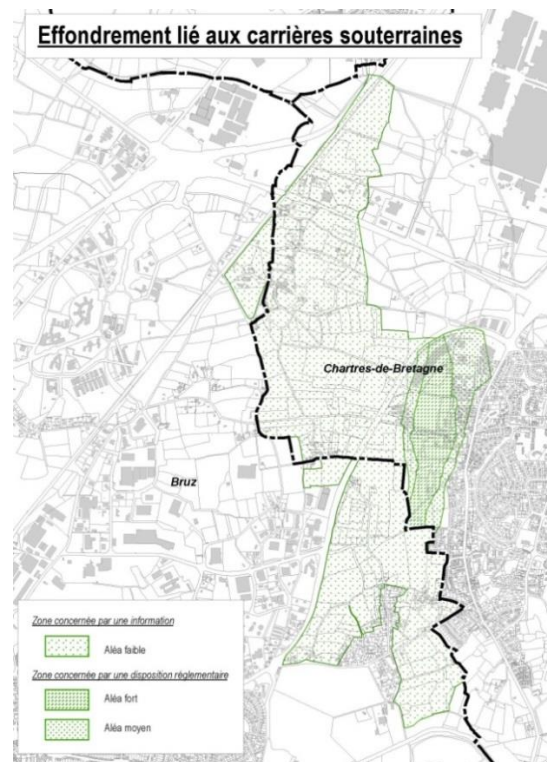 Effondrement lié aux carrières souterraines
Chartres-de-Bretagne
Bruz
Zone concernée par une information
Aléa faible
Zone concernée par une disposition réglementaire
Aléa fort
Aléa moyen